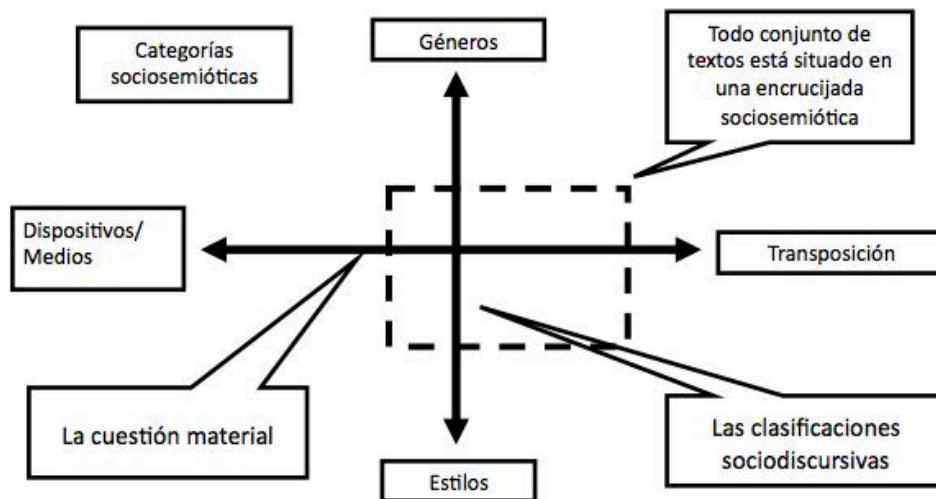 Categorías
sociosemióticas
Géneros
Todo conjunto de
textos está situado en
una encrucijada
sociosemiótica
Dispositivos/
Medios
Transposición
La cuestión material
Las clasificaciones
sociodiscursivas
Estilos